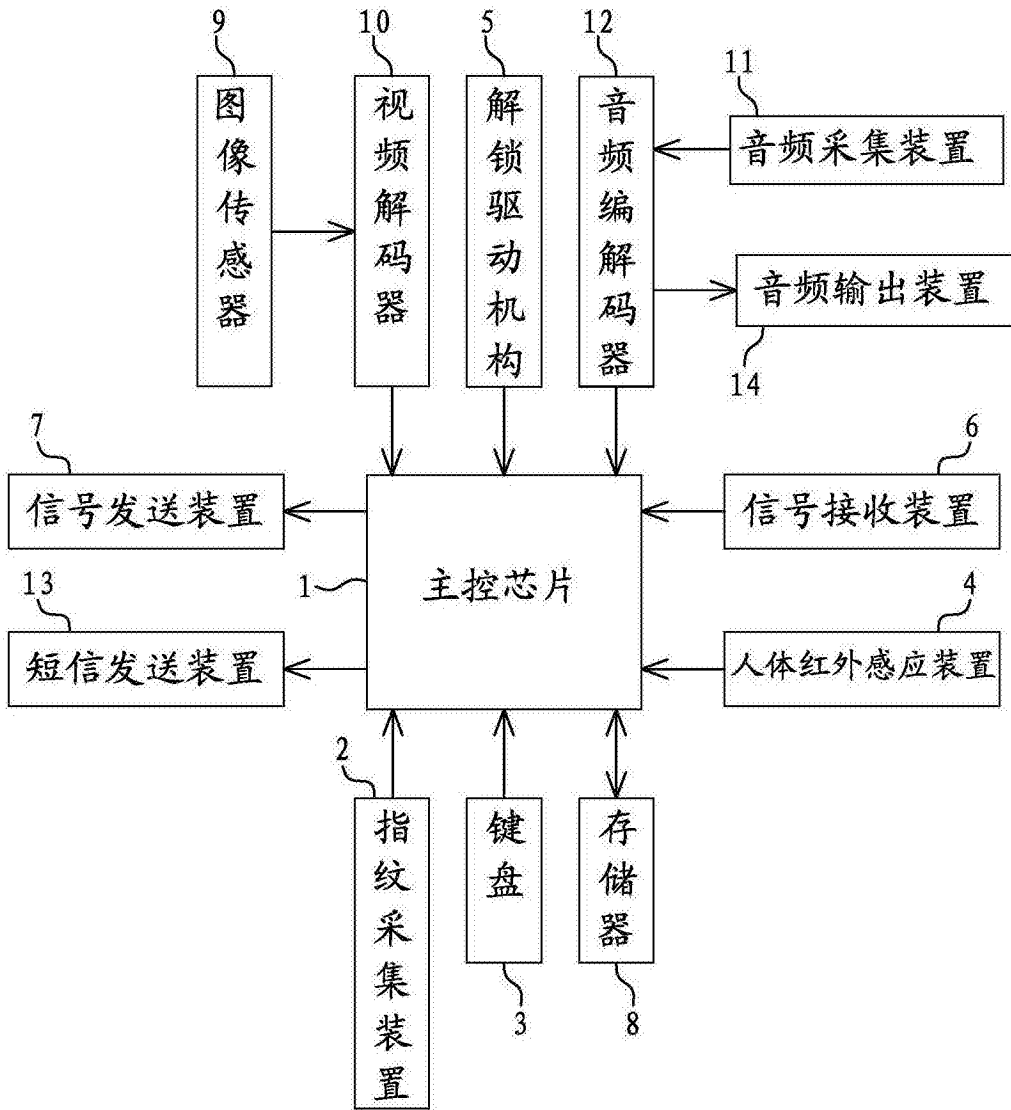 9
10
5
12
图像传感器
视频解码器
解锁驱动机构
音频编解码器
11
音频采集装置
音频输出装置
14
7
6
信号发送装置
信号接收装置
1
主控芯片
13
4
短信发送装置
人体红外感应装置
2
指纹采集装置
键盘
存储器
3
8